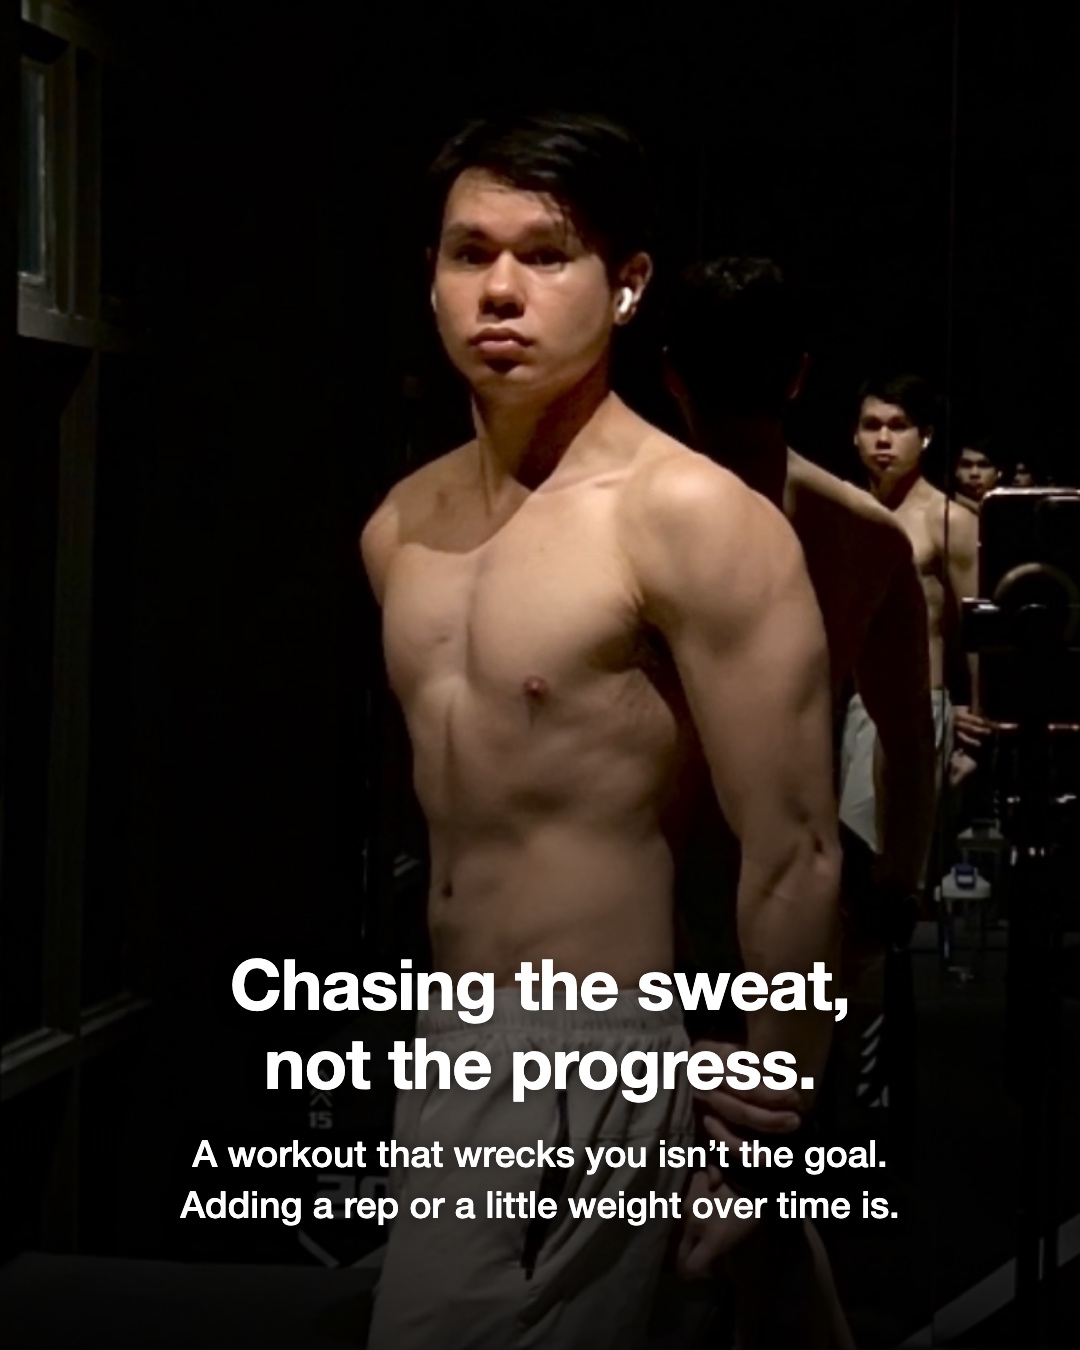 Chasing the sweat,
not the progress.
A workout that wrecks you isn’t the goal.
Adding a rep or a little weight over time is.
15